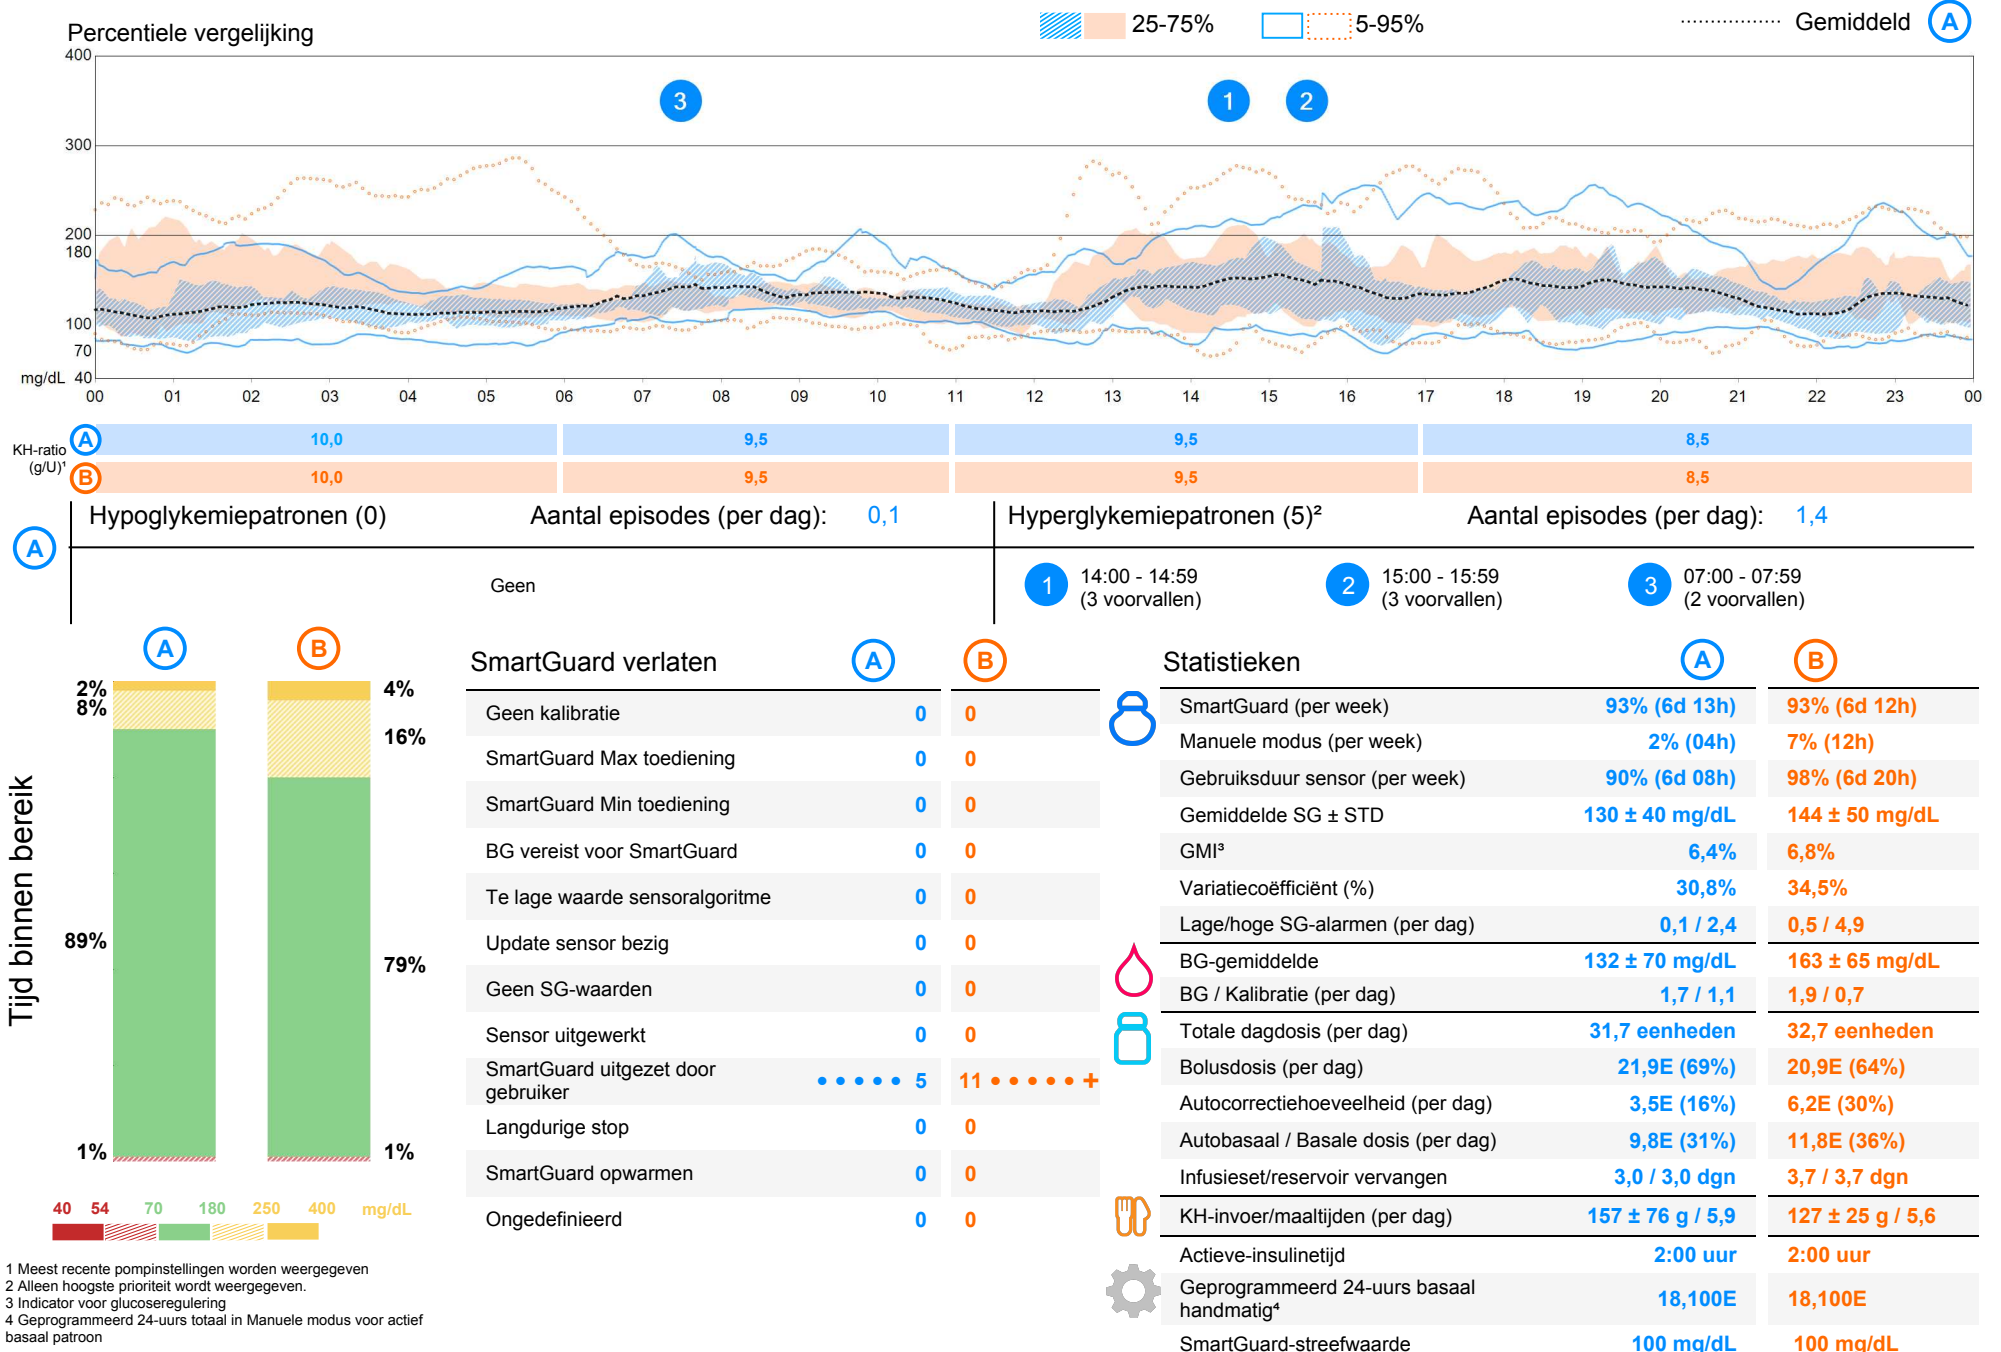 Percentiele vergelijking
25-75%
5-95%
Gemiddeld A
400
300
200
180
100
70
mg/dL 40
3
1
2
00 01 02 03 04 05 06 07 08 09 10 11 12 13 14 15 16 17 18 19 20 21 22 23 00
KH-ratio
(g/U)¹
A 10,0 9,5 9,5 8,5
B 10,0 9,5 9,5 8,5
A
Hypoglykemiepatronen (0) Aantal episodes (per dag): 0,1
Geen
Hyperglykemiepatronen (5)² Aantal episodes (per dag): 1,4
1 14:00 - 14:59
(3 voorvallen)
2 15:00 - 15:59
(3 voorvallen)
3 07:00 - 07:59
(2 voorvallen)
Tijd binnen bereik
A B
2% 4%
8% 16%
89% 79%
1% 1%
40 54 70 180 250 400 mg/dL
SmartGuard verlaten A B
Geen kalibratie 0 0
SmartGuard Max toediening 0 0
SmartGuard Min toediening 0 0
BG vereist voor SmartGuard 0 0
Te lage waarde sensoralgoritme 0 0
Update sensor bezig 0 0
Geen SG-waarden 0 0
Sensor uitgewerkt 0 0
SmartGuard uitgezet door
gebruiker 5 11 +
Langdurige stop 0 0
SmartGuard opwarmen 0 0
Ongedefinieerd 0 0
Statistieken A B
SmartGuard (per week) 93% (6d 13h) 93% (6d 12h)
Manuele modus (per week) 2% (04h) 7% (12h)
Gebruiksduur sensor (per week) 90% (6d 08h) 98% (6d 20h)
Gemiddelde SG ± STD 130 ± 40 mg/dL 144 ± 50 mg/dL
GMI³ 6,4% 6,8%
Variatiecoëfficiënt (%) 30,8% 34,5%
Lage/hoge SG-alarmen (per dag) 0,1 / 2,4 0,5 / 4,9
BG-gemiddelde 132 ± 70 mg/dL 163 ± 65 mg/dL
BG / Kalibratie (per dag) 1,7 / 1,1 1,9 / 0,7
Totale dagdosis (per dag) 31,7 eenheden 32,7 eenheden
Bolusdosis (per dag) 21,9E (69%) 20,9E (64%)
Autocorrectiehoeveelheid (per dag) 3,5E (16%) 6,2E (30%)
Autobasaal / Basale dosis (per dag) 9,8E (31%) 11,8E (36%)
Infusieset/reservoir vervangen 3,0 / 3,0 dgn 3,7 / 3,7 dgn
KH-invoer/maaltijden (per dag) 157 ± 76 g / 5,9 127 ± 25 g / 5,6
Actieve-insulinetijd 2:00 uur 2:00 uur
Geprogrammeerd 24-uurs basaal
handmatig⁴ 18,100E 18,100E
SmartGuard-streefwaarde 100 mg/dL 100 mg/dL
1 Meest recente pompinstellingen worden weergegeven
2 Alleen hoogste prioriteit wordt weergegeven.
3 Indicator voor glucoseregulering
4 Geprogrammeerd 24-uurs totaal in Manuele modus voor actief
basaal patroon